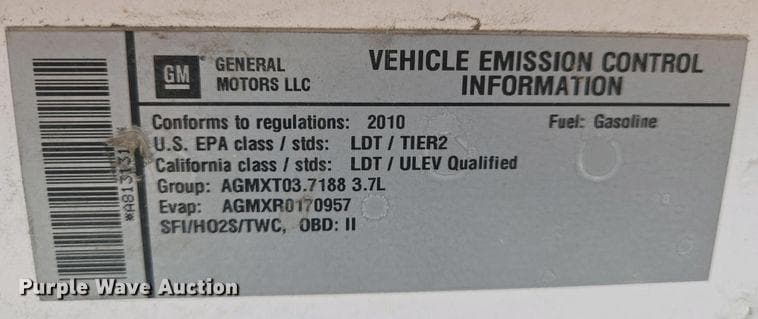 GM
GENERAL
MOTORS LLC
VEHICLE EMISSION CONTROL
INFORMATION
Conforms to regulations: 2010
Fuel: Gasoline
U.S. EPA class / stds: LDT / TIER2
California class / stds: LDT / ULEV Qualified
Group: AGMXT03.7188 3.7L
Evap: AGMXR0170957
SFI/HO2S/TWC, OBD: II
Purple Wave Auction